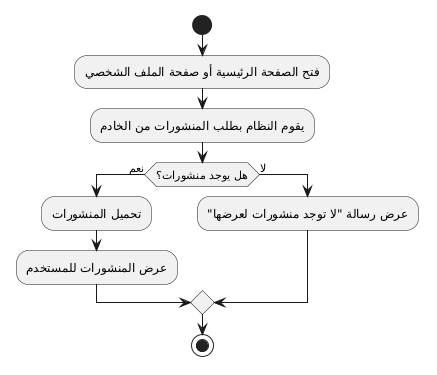 فتح الصفحة الرئيسية أو صفحة الملف الشخصي
يقوم النظام بطلب المنشورات من الخادم
هل يوجد منشورات؟
نعم
لا
تحميل المنشورات
عرض رسالة "لا توجد منشورات لعرضها"
عرض المنشورات للمستخدم